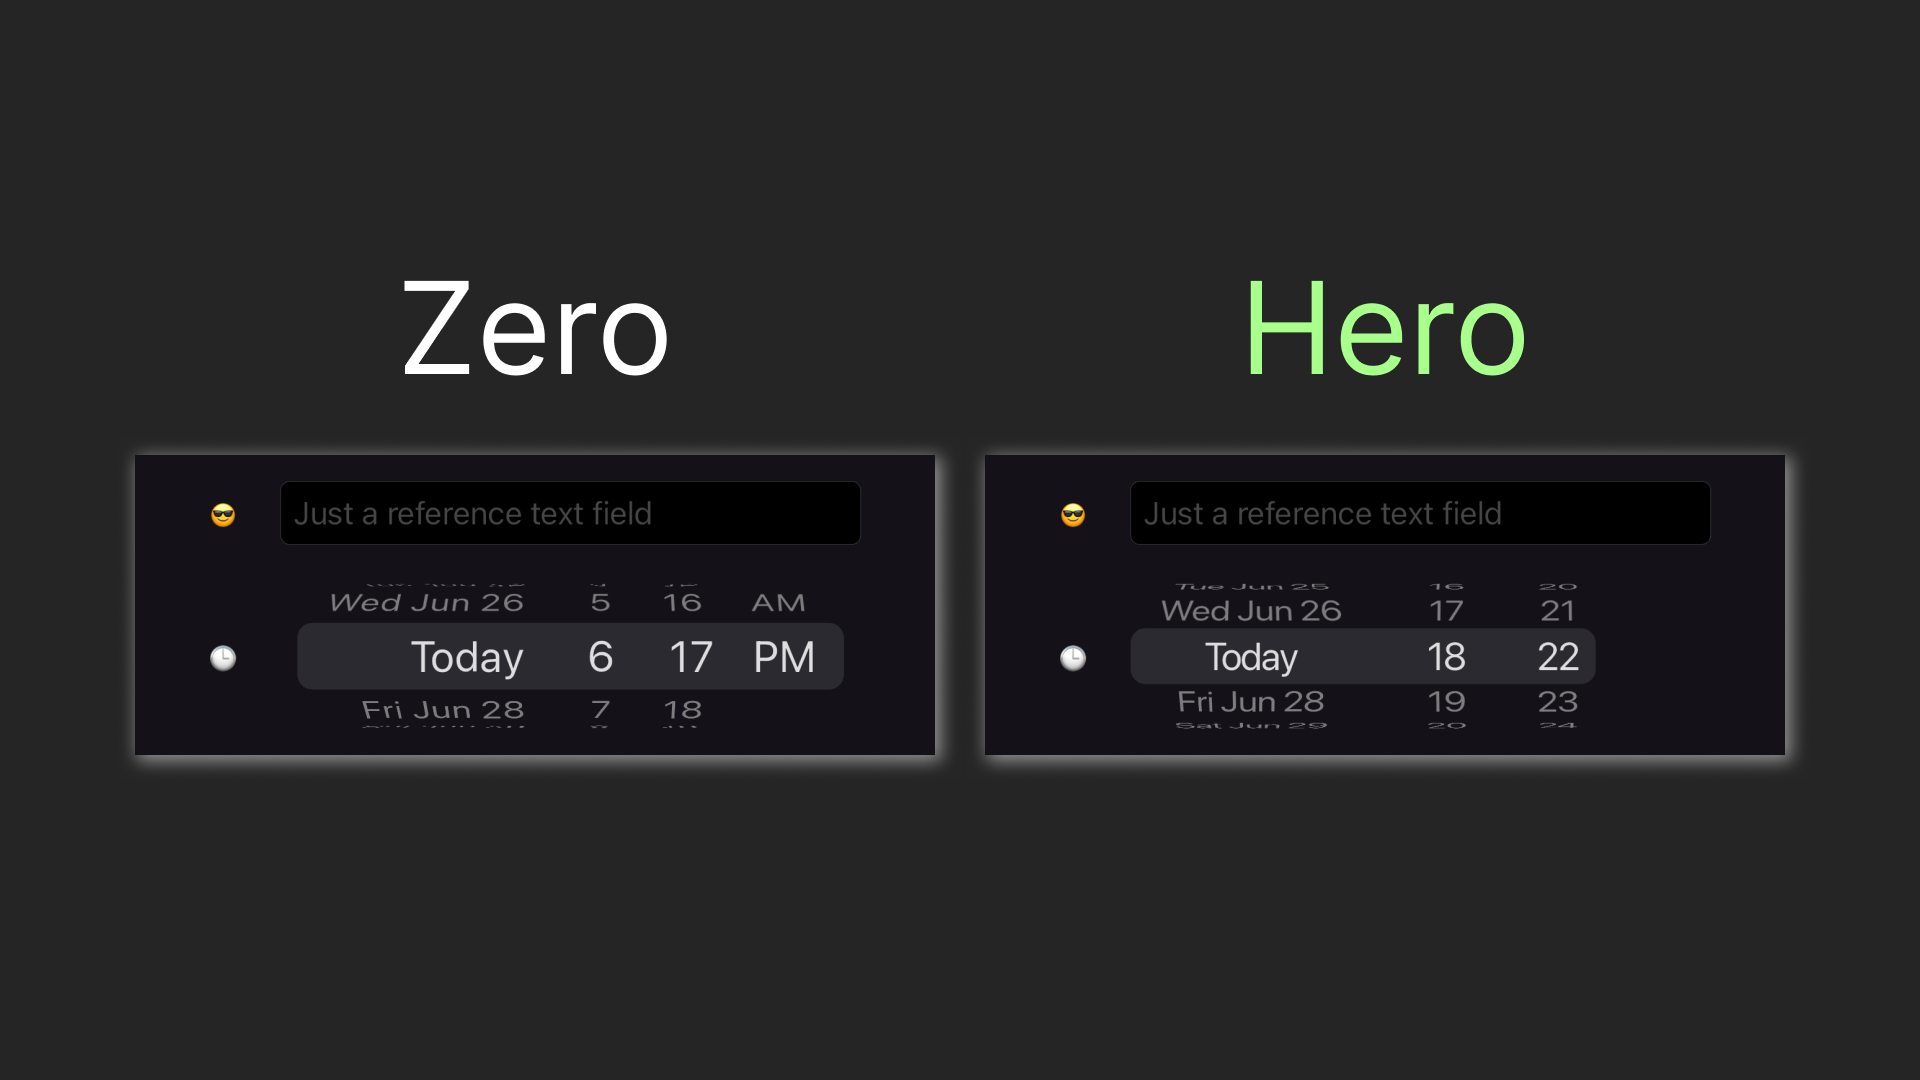 Zero
Hero
Just a reference text field
Wed Jun 26 5 16 AM
Today 6 17 PM
Fri Jun 28 7 18
Just a reference text field
Tue Jun 25 16 20
Wed Jun 26 17 21
Today 18 22
Fri Jun 28 19 23
Sat Jun 29 20 24